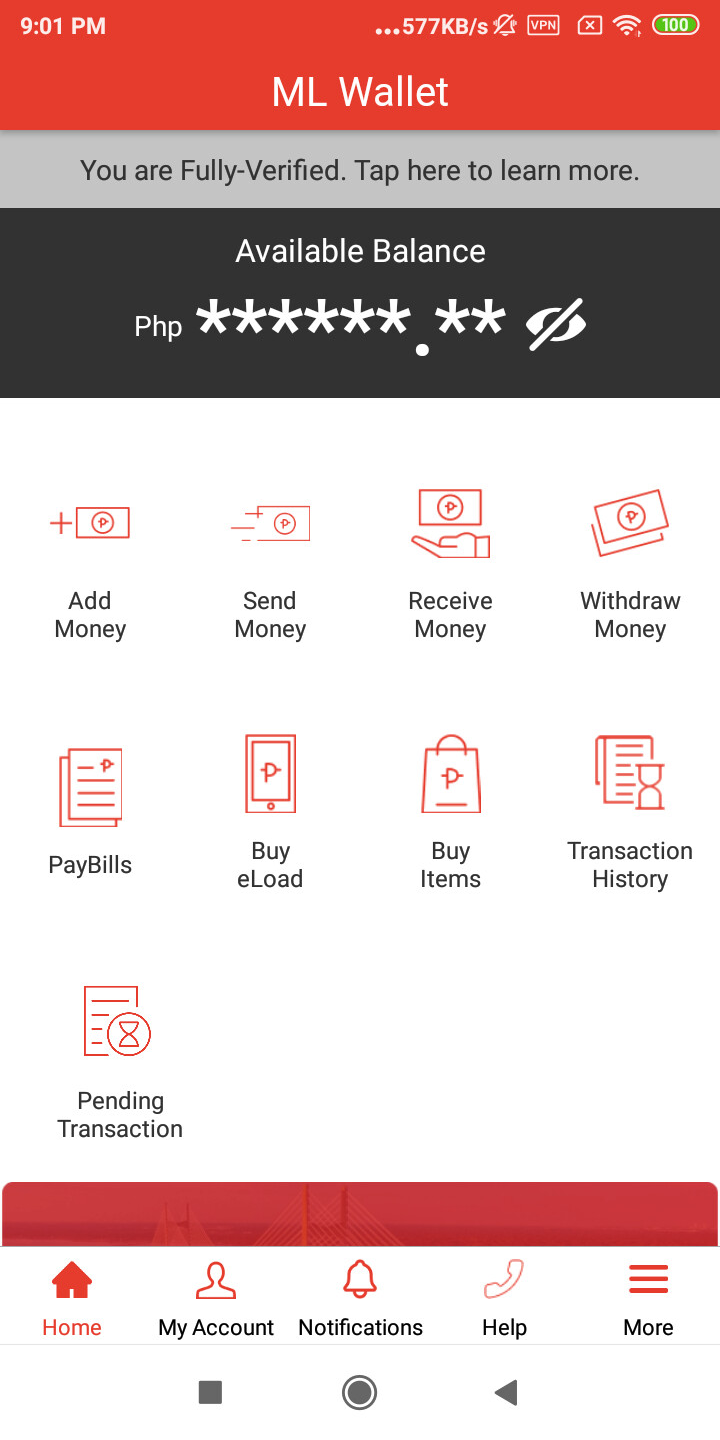 9:01 PM ...577KB/s VPN 100
ML Wallet
You are Fully-Verified. Tap here to learn more.
Available Balance
Php ******.**
Add
Money
Send
Money
Receive
Money
Withdraw
Money
PayBills
Buy
eLoad
Buy
Items
Transaction
History
Pending
Transaction
Home
My Account
Notifications
Help
More